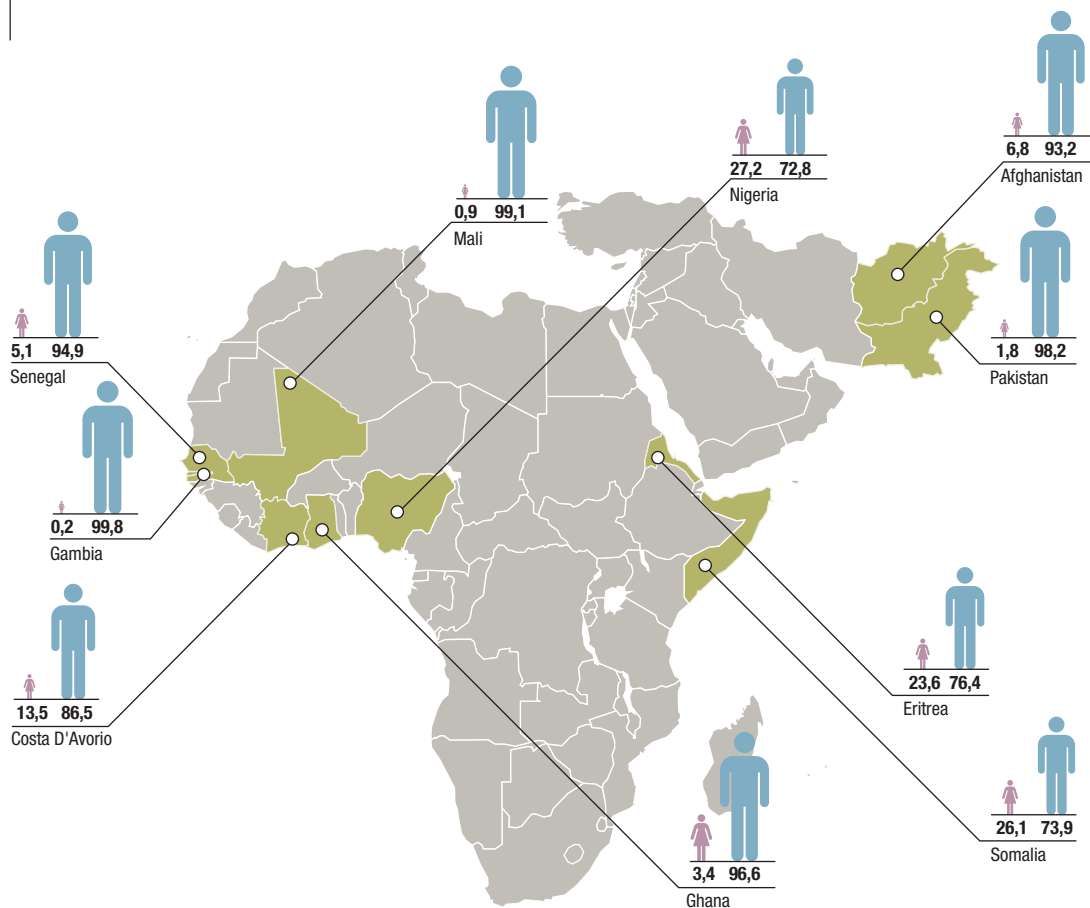 6,8 93,2
Afghanistan
27,2 72,8
Nigeria
0,9 99,1
Mali
5,1 94,9
Senegal
1,8 98,2
Pakistan
0,2 99,8
Gambia
13,5 86,5
Costa D'Avorio
23,6 76,4
Eritrea
26,1 73,9
Somalia
3,4 96,6
Ghana